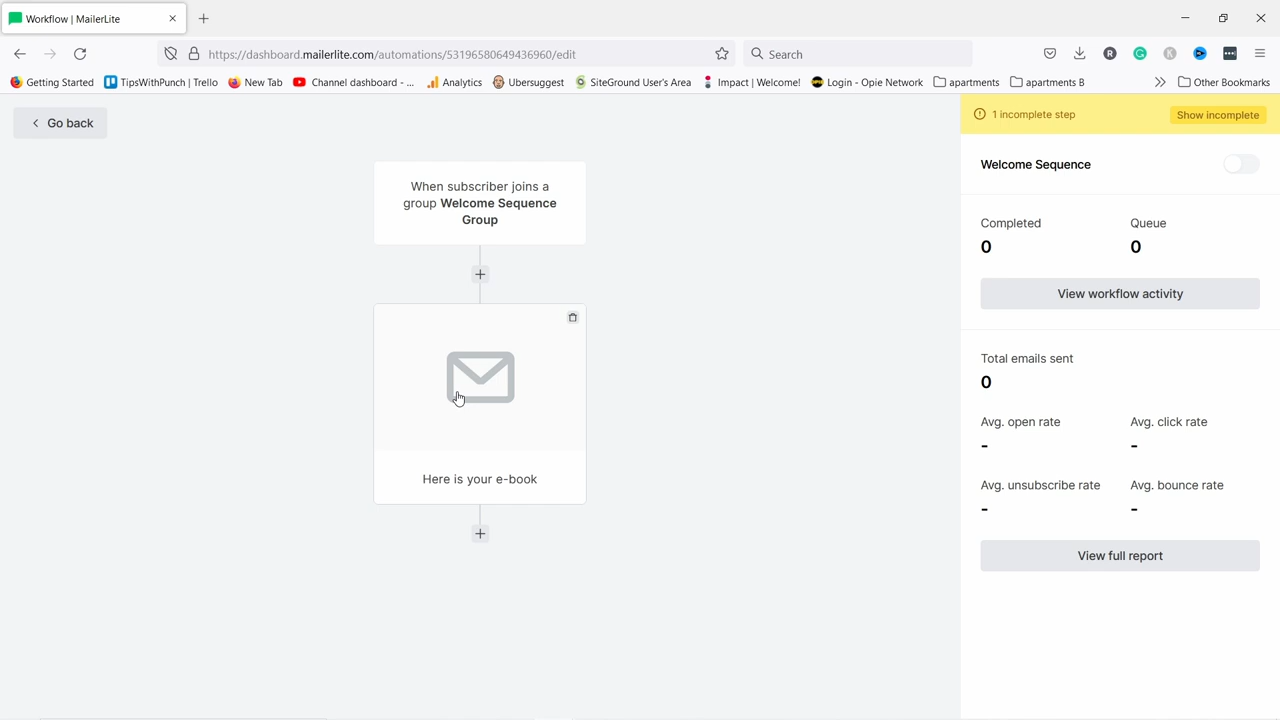 Workflow | MailerLite
https://dashboard.mailerlite.com/automations/53196580649436960/edit
Search
Getting Started
TipsWithPunch | Trello
New Tab
Channel dashboard - ...
Analytics
Ubersuggest
SiteGround User's Area
Impact | Welcome!
Login - Opie Network
apartments
apartments B
Other Bookmarks
Go back
1 incomplete step
Show incomplete
When subscriber joins a
group Welcome Sequence
Group
Here is your e-book
Welcome Sequence
Completed
Queue
0
0
View workflow activity
Total emails sent
0
Avg. open rate
Avg. click rate
-
-
Avg. unsubscribe rate
Avg. bounce rate
-
-
View full report